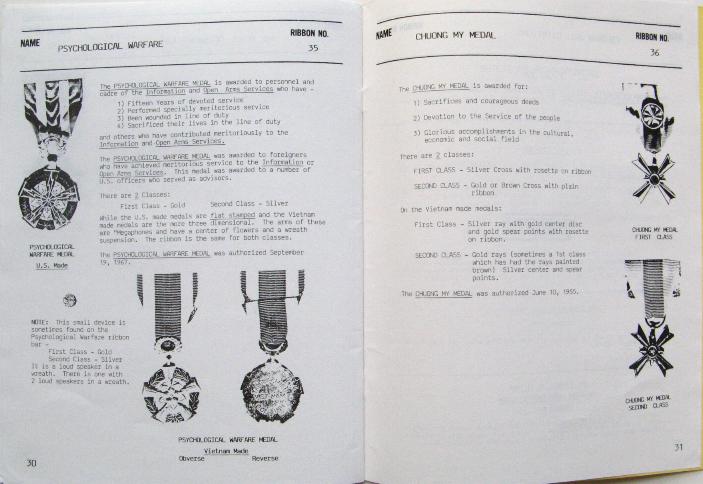 NAME
PSYCHOLOGICAL WARFARE
RIBBON NO.
35
The PSYCHOLOGICAL WARFARE MEDAL is awarded to personnel and
cadre of the Information and Open Arms Services who have -
1) Fifteen Years of devoted service
2) Performed specially meritorious service
3) Been wounded in line of duty
4) Sacrificed their lives in the line of duty
and others who have contributed meritoriously to the
Information and Open Arms Services.
The PSYCHOLOGICAL WARFARE MEDAL was awarded to foreigners
who have achieved meritorious service to the Information or
Open Arms Services. This medal was awarded to a number of
U.S. officers who served as advisors.
There are 2 Classes:
First Class - Gold Second Class - Silver
While the U.S. made medals are flat stamped and the Vietnam
made medals are the more three dimensional. The arms of these
are "Megaphones and have a center of flowers and a wreath
suspension. The ribbon is the same for both classes.
The PSYCHOLOGICAL WARFARE MEDAL was authorized September
19, 1967.
PSYCHOLOGICAL
WARFARE MEDAL
U.S. Made
NOTE: This small device is
sometimes found on the
Psychological Warfare ribbon
bar -
First Class - Gold
Second Class - Silver
It is a loud speaker in a
wreath. There is one with
2 loud speakers in a wreath.
PSYCHOLOGICAL WARFARE MEDAL
Vietnam Made
Obverse Reverse
30
NAME
CHUONG MY MEDAL
RIBBON NO.
36
The CHUONG MY MEDAL is awarded for:
1) Sacrifices and courageous deeds
2) Devotion to the Service of the people
3) Glorious accomplishments in the cultural,
economic and social field
There are 2 classes:
FIRST CLASS - Silver Cross with rosette on ribbon
SECOND CLASS - Gold or Brown Cross with plain
ribbon.
On the Vietnam made medals:
First Class - Silver ray with gold center disc
and gold spear points with rosette
on ribbon.
SECOND CLASS - Gold rays (sometimes a 1st class
which has had the rays painted
brown) Silver center and spear
points.
The CHUONG MY MEDAL was authorized June 10, 1955.
CHUONG MY MEDAL
FIRST CLASS
CHUONG MY MEDAL
SECOND CLASS
31